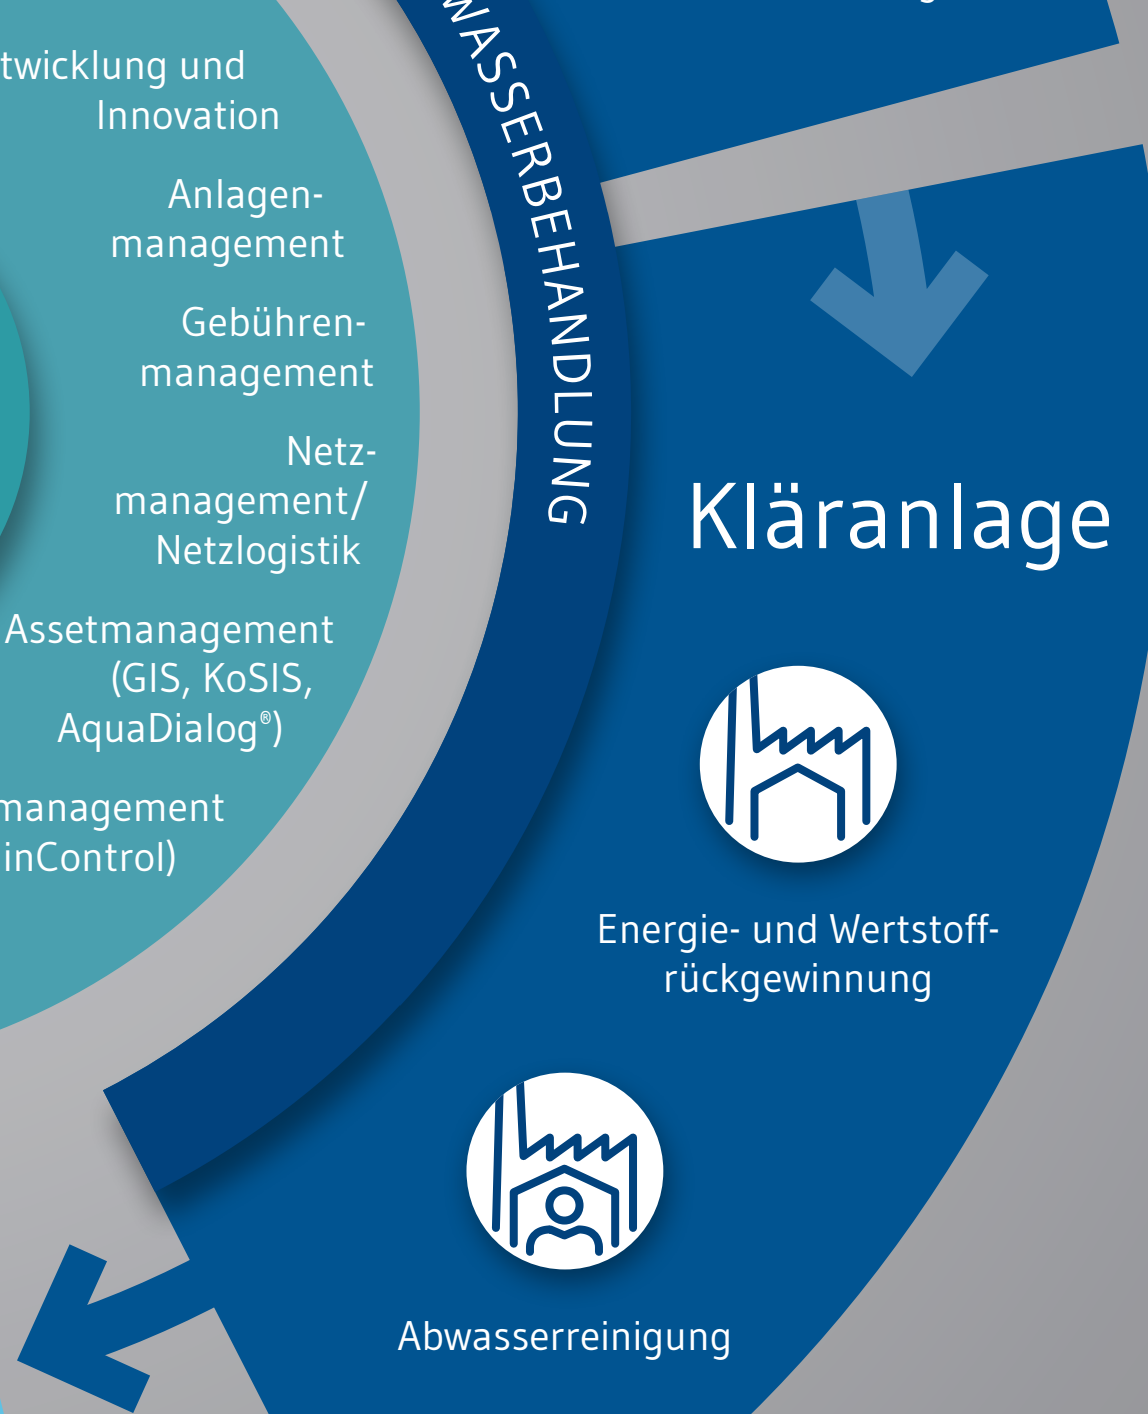 twicklung und
Innovation
Anlagen-
management
Gebühren-
management
Netz-
management/
Netzlogistik
Assetmanagement
(GIS, KoSIS,
AquaDialog®)
management
inControl)
WASSERBEHANDLUNG
Kläranlage
Energie- und Wertstoff-
rückgewinnung
Abwasserreinigung